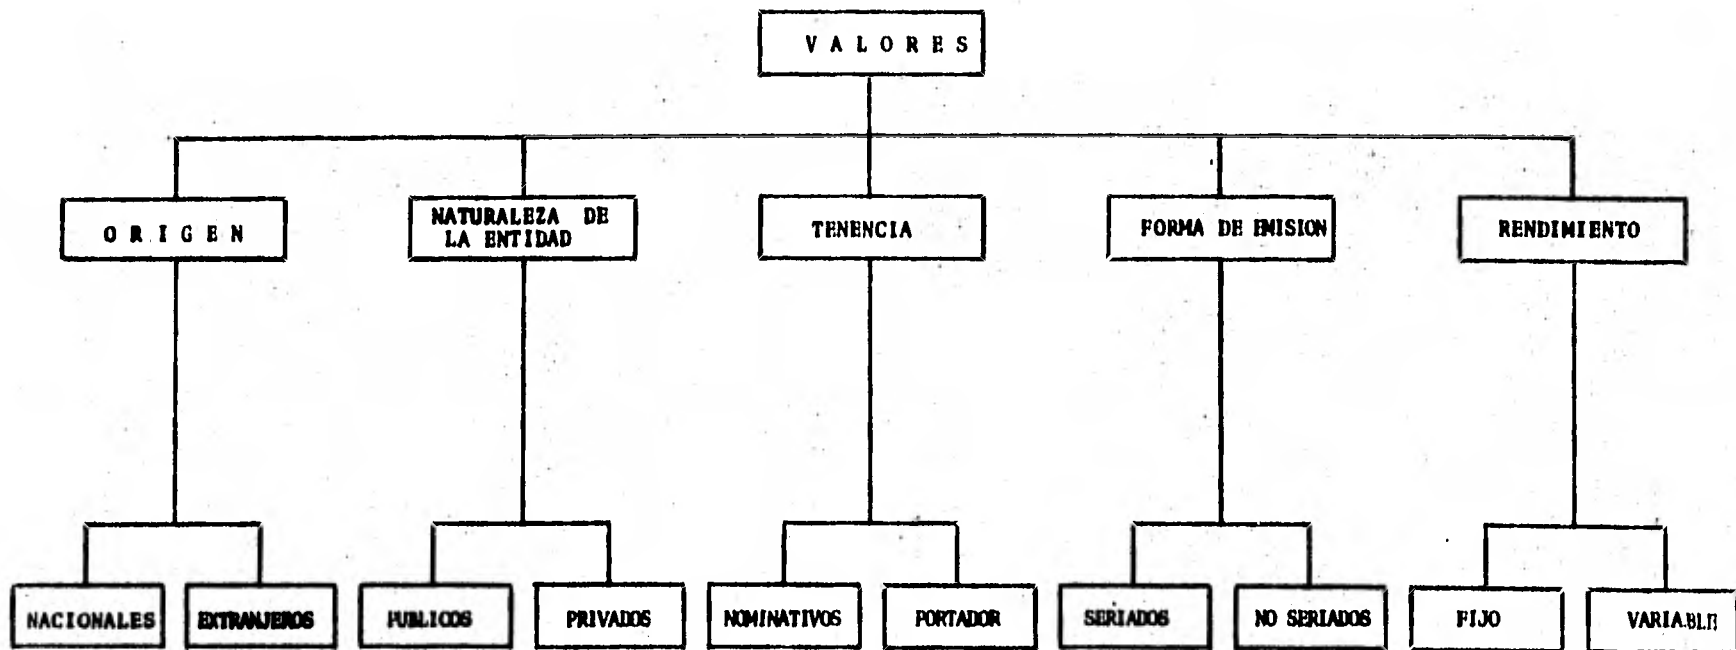 VALORES
ORIGEN
NATURALEZA DE
LA ENTIDAD
TENENCIA
FORMA DE EMISION
RENDIMIENTO
NACIONALES
EXTRANJEROS
PUBLICOS
PRIVADOS
NOMINATIVOS
PORTADOR
SERIADOS
NO SERIADOS
FIJO
VARIABLE